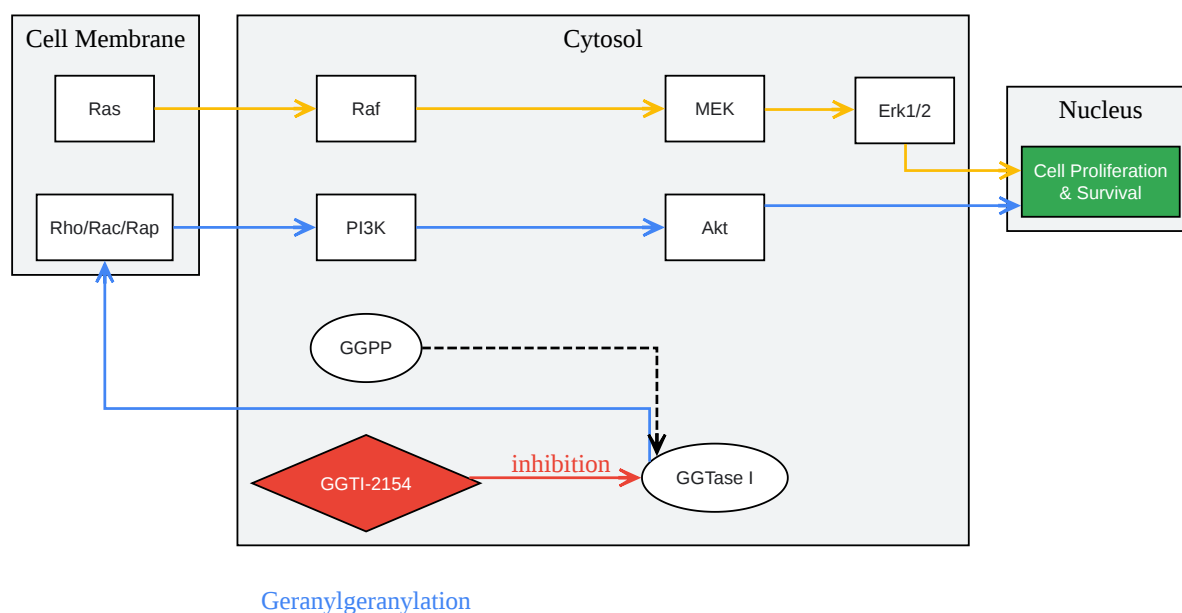 Cell Membrane
Cytosol
Nucleus
Ras
Raf
MEK
Erk1/2
Cell Proliferation
& Survival
Rho/Rac/Rap
PI3K
Akt
GGPP
GGTI-2154
inhibition
GGTase I
Geranylgeranylation